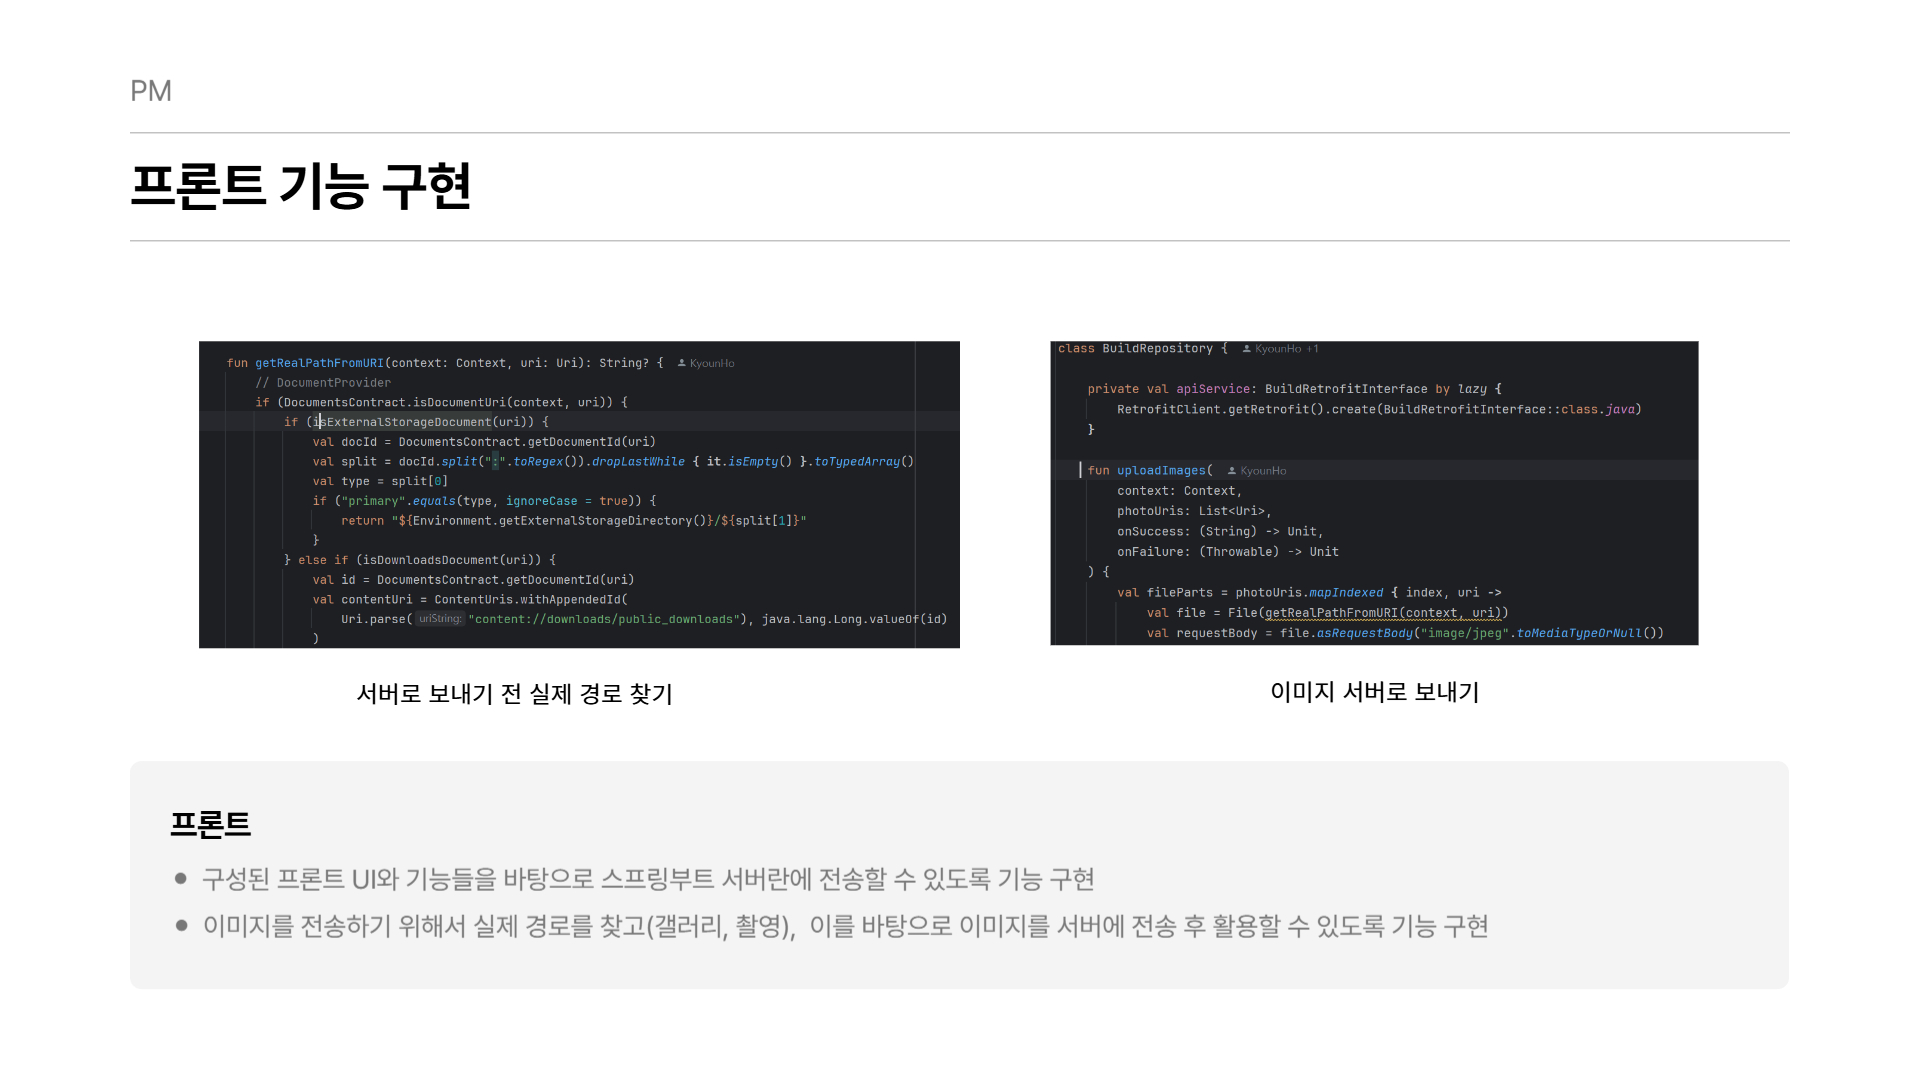 PM
프론트 기능 구현
fun getRealPathFromURI(context: Context, uri: Uri): String? { KyounHo
// DocumentProvider
if (DocumentsContract.isDocumentUri(context, uri)) {
if (isExternalStorageDocument(uri)) {
val docId = DocumentsContract.getDocumentId(uri)
val split = docId.split(":".toRegex()).dropLastWhile { it.isEmpty() }.toTypedArray()
val type = split[0]
if ("primary".equals(type, ignoreCase = true)) {
return "${Environment.getExternalStorageDirectory()}/${split[1]}"
}
} else if (isDownloadsDocument(uri)) {
val id = DocumentsContract.getDocumentId(uri)
val contentUri = ContentUris.withAppendedId(
Uri.parse( uriString: "content://downloads/public_downloads"), java.lang.Long.valueOf(id)
)
서버로 보내기 전 실제 경로 찾기
class BuildRepository { KyounHo +1
private val apiService: BuildRetrofitInterface by lazy {
RetrofitClient.getRetrofit().create(BuildRetrofitInterface::class.java)
}
fun uploadImages( KyounHo
context: Context,
photoUris: List<Uri>,
onSuccess: (String) -> Unit,
onFailure: (Throwable) -> Unit
) {
val fileParts = photoUris.mapIndexed { index, uri ->
val file = File(getRealPathFromURI(context, uri))
val requestBody = file.asRequestBody("image/jpeg".toMediaTypeOrNull())
이미지 서버로 보내기
프론트
● 구성된 프론트 UI와 기능들을 바탕으로 스프링부트 서버란에 전송할 수 있도록 기능 구현
● 이미지를 전송하기 위해서 실제 경로를 찾고(갤러리, 촬영), 이를 바탕으로 이미지를 서버에 전송 후 활용할 수 있도록 기능 구현